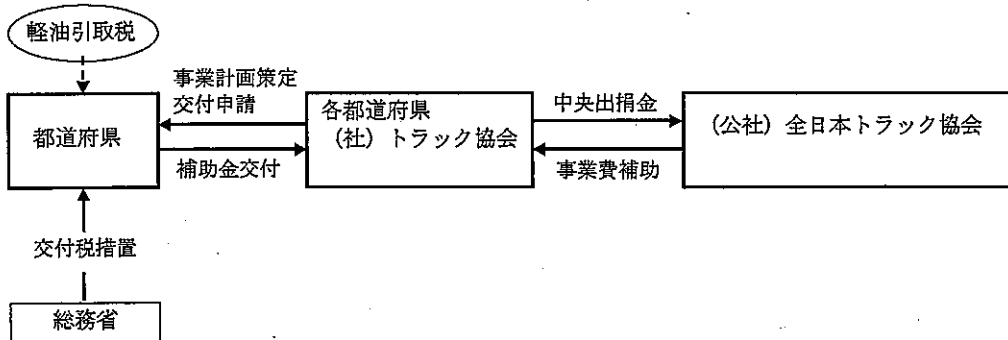 軽油引取税
事業計画策定
交付申請
都道府県
補助金交付
各都道府県
（社）トラック協会
中央出捐金
事業費補助
（公社）全日本トラック協会
交付税措置
総務省